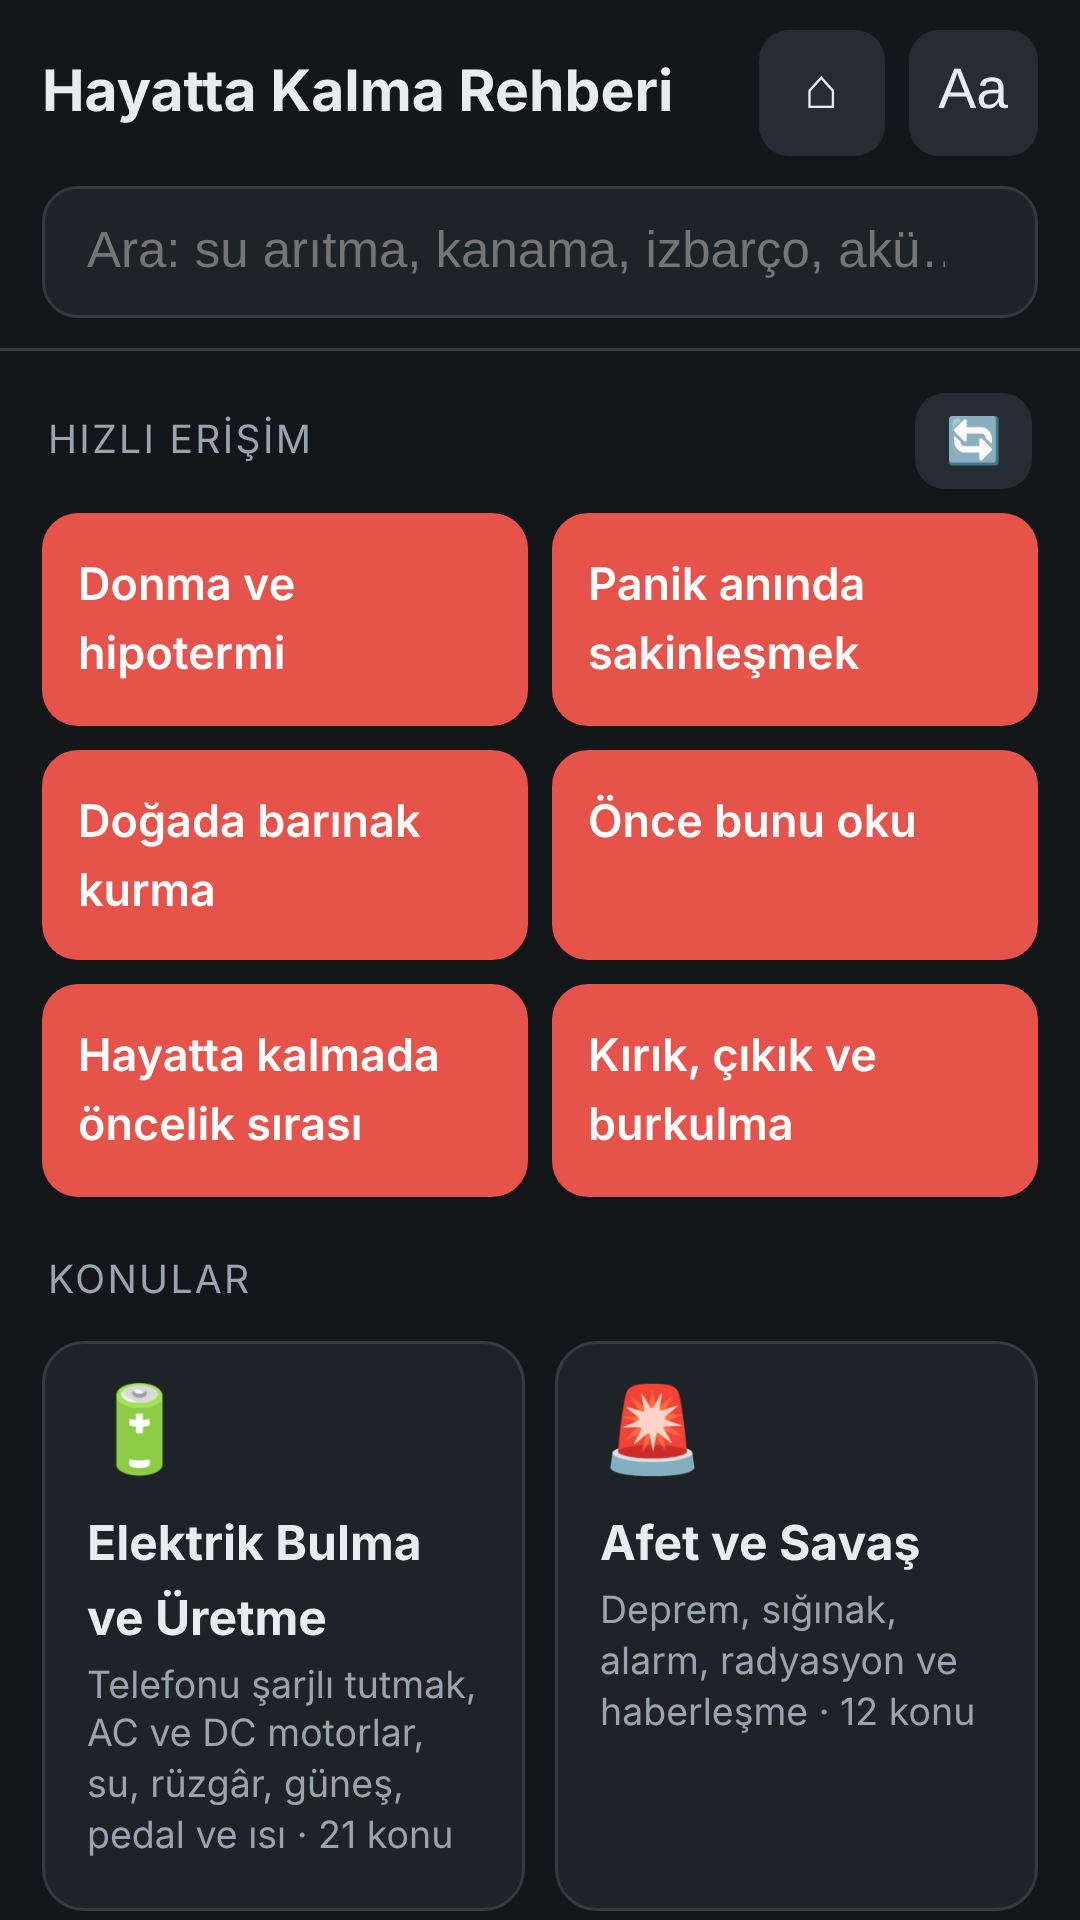 Hayatta Kalma Rehberi
Aa
Ara: su arıtma, kanama, izbarço, akü..
HIZLI ERİŞİM
Donma ve
hipotermi
Panik anında
sakinleşmek
Doğada barınak
kurma
Önce bunu oku
Hayatta kalmada
öncelik sırası
Kırık, çıkık ve
burkulma
KONULAR
Elektrik Bulma
ve Üretme
Telefonu şarjlı tutmak,
AC ve DC motorlar,
su, rüzgâr, güneş,
pedal ve ısı · 21 konu
Afet ve Savaş
Deprem, sığınak,
alarm, radyasyon ve
haberleşme · 12 konu